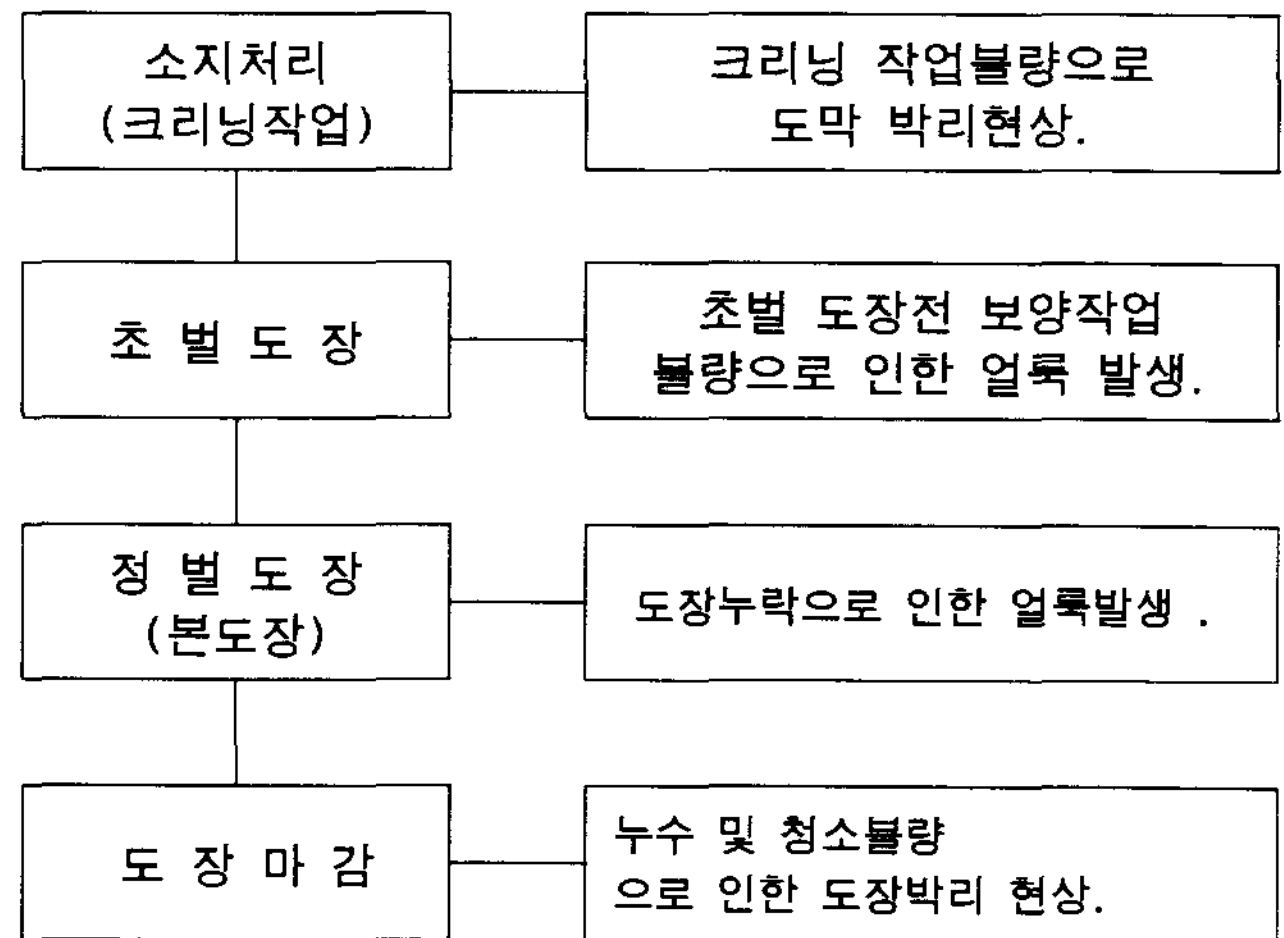 소지처리
(크리닝작업)
크리닝 작업불량으로
도막 박리현상.
초 벌 도 장
초벌 도장전 보양작업
불량으로 인한 얼룩 발생.
정 벌 도 장
(본도장)
도장누락으로 인한 얼룩발생 .
도 장 마 감
누수 및 청소불량
으로 인한 도장박리 현상.